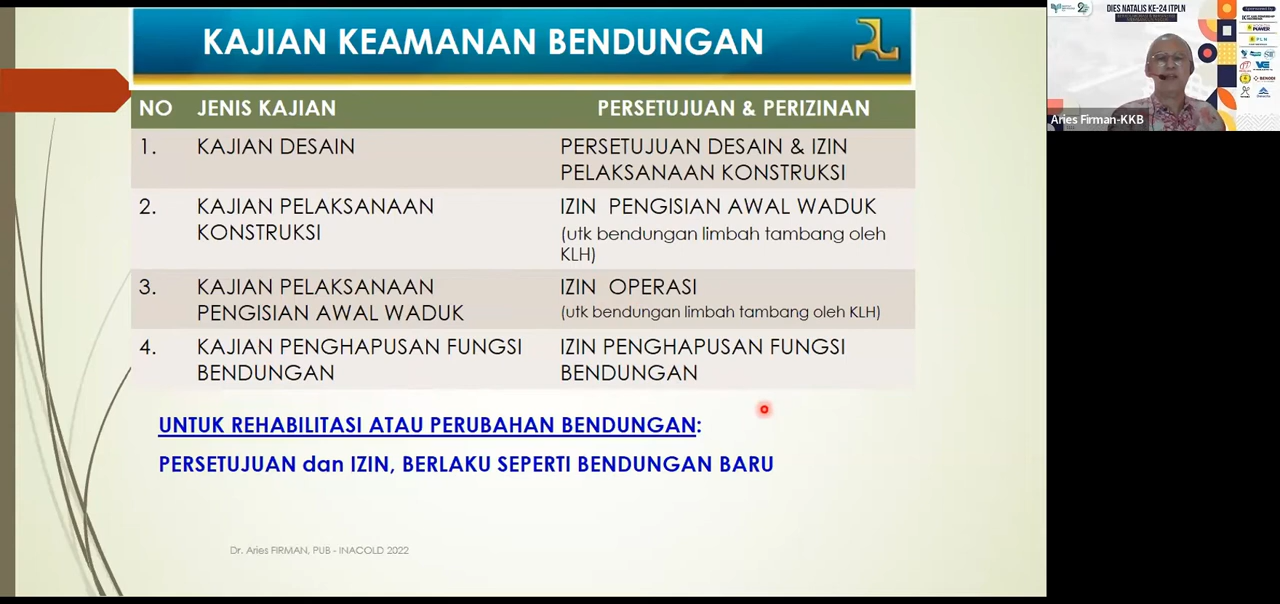 KAJIAN KEAMANAN BENDUNGAN
NO JENIS KAJIAN PERSETUJUAN & PERIZINAN
1. KAJIAN DESAIN PERSETUJUAN DESAIN & IZIN
PELAKSANAAN KONSTRUKSI
2. KAJIAN PELAKSANAAN IZIN PENGISIAN AWAL WADUK
KONSTRUKSI (utk bendungan limbah tambang oleh
KLH)
3. KAJIAN PELAKSANAAN IZIN OPERASI
PENGISIAN AWAL WADUK (utk bendungan limbah tambang oleh KLH)
4. KAJIAN PENGHAPUSAN FUNGSI IZIN PENGHAPUSAN FUNGSI
BENDUNGAN BENDUNGAN
UNTUK REHABILITASI ATAU PERUBAHAN BENDUNGAN:
PERSETUJUAN dan IZIN, BERLAKU SEPERTI BENDUNGAN BARU
Dr. Aries FIRMAN, PUB - INACOLD 2022
DIES NATALIS KE-24 ITPLN
Aries Firman-KKB